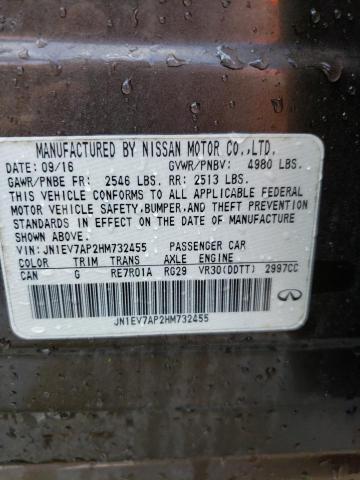 MANUFACTURED BY NISSAN MOTOR CO.,LTD.
DATE: 09/16 GVWR/PNBV: 4980 LBS.
GAWR/PNBE FR: 2546 LBS. RR: 2513 LBS.
THIS VEHICLE CONFORMS TO ALL APPLICABLE FEDERAL
MOTOR VEHICLE SAFETY, BUMPER, AND THEFT PREVENTION
STANDARDS IN EFFECT ON THE DATE OF MANUFACTURE
SHOWN ABOVE.
VIN: JN1EV7AP2HM732455 PASSENGER CAR
COLOR TRIM TRANS AXLE ENGINE
CAN G RE7R01A RG29 VR30(DDTT) 2997CC
JN1EV7AP2HM732455